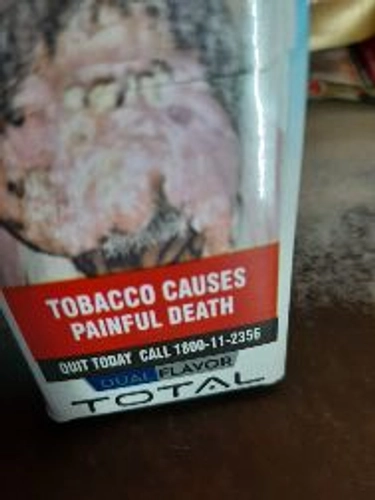 TOBACCO CAUSES
PAINFUL DEATH
QUIT TODAY CALL 1800-11-2356
DUAL FLAVOR
TOTAL